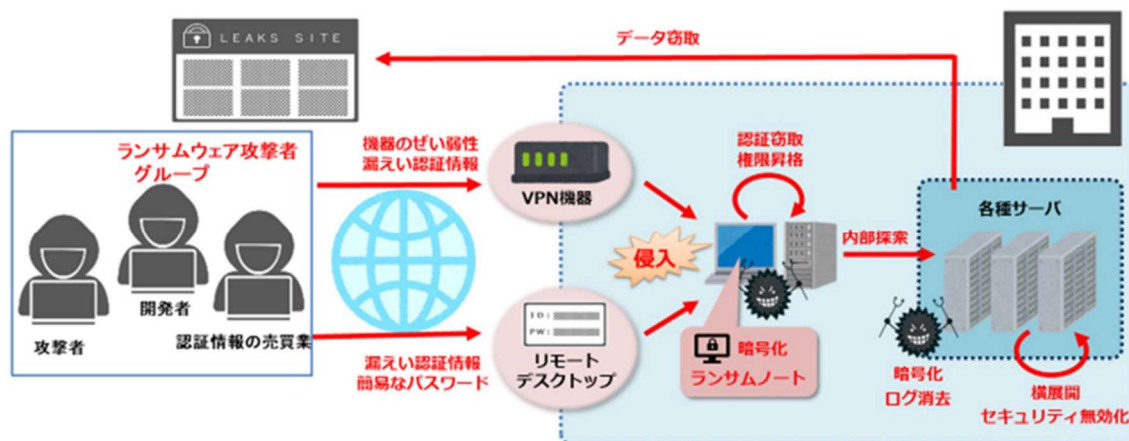 LEAKS SITE
データ窃取
ランサムウェア攻撃者
グループ
攻撃者
開発者
認証情報の売買業
機器のぜい弱性
漏えい認証情報
VPN機器
漏えい認証情報
簡易なパスワード
ID:
PW:
リモート
デスクトップ
侵入
認証窃取
権限昇格
暗号化
ランサムノート
内部探索
各種サーバ
暗号化
ログ消去
横展開
セキュリティ無効化